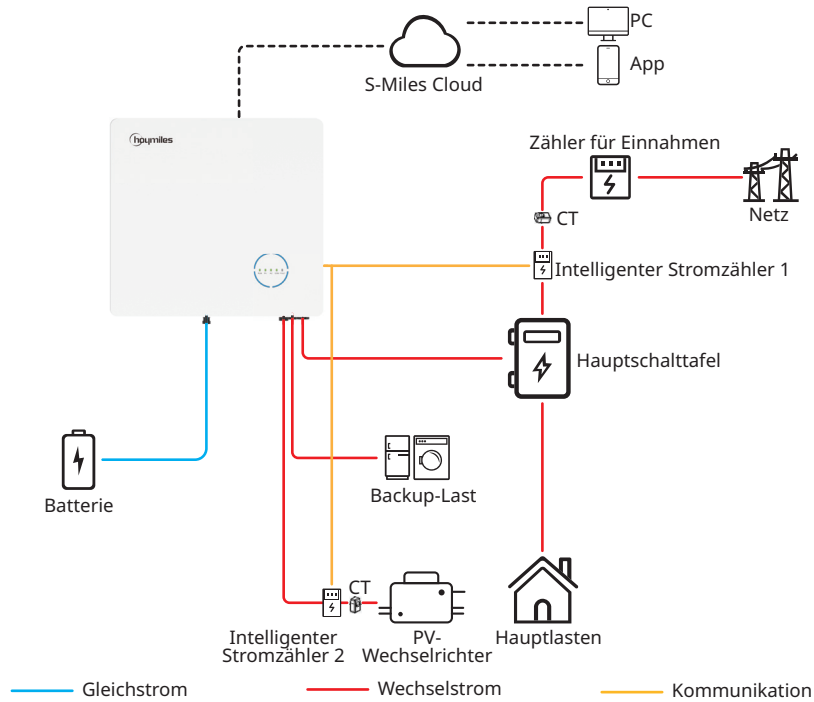 PC
App
S-Miles Cloud
hoymiles
Zähler für Einnahmen
Netz
CT
Intelligenter Stromzähler 1
Hauptschalttafel
Batterie
Backup-Last
CT
Intelligenter
Stromzähler 2
PV-
Wechselrichter
Hauptlasten
Gleichstrom
Wechselstrom
Kommunikation